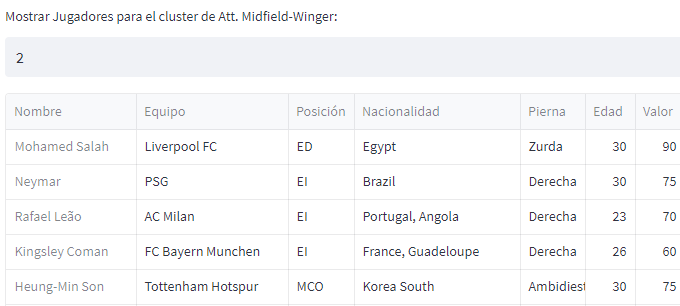 Mostrar Jugadores para el cluster de Att. Midfield-Winger:
2
Nombre Equipo Posición Nacionalidad Pierna Edad Valor
Mohamed Salah Liverpool FC ED Egypt Zurda 30 90
Neymar PSG EI Brazil Derecha 30 75
Rafael Leão AC Milan EI Portugal, Angola Derecha 23 70
Kingsley Coman FC Bayern Munchen EI France, Guadeloupe Derecha 26 60
Heung-Min Son Tottenham Hotspur MCO Korea South Ambidiest 30 75